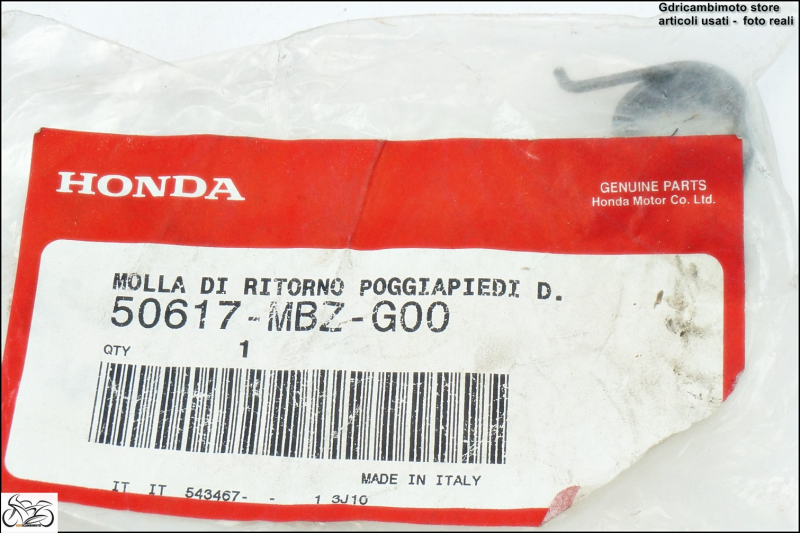 Gdricambimoto store
articoli usati - foto reali
HONDA
GENUINE PARTS
Honda Motor Co. Ltd.
MOLLA DI RITORNO POGGIAPIEDI D.
50617-MBZ-G00
QTY 1
MADE IN ITALY
IT IT 543467- - 1 3J10